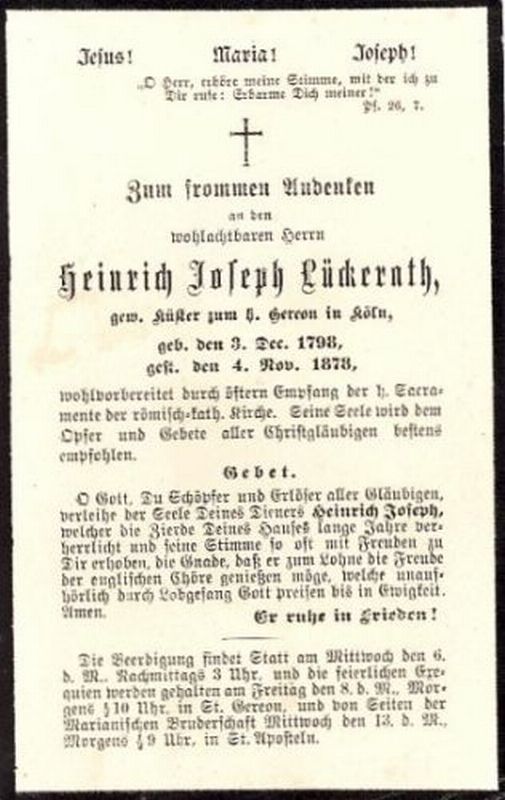 Jesus! Maria! Joseph!
„O Herr, erhöre meine Stimme, mit der ich zu
Dir rufe: Erbarme Dich meiner!“
Ps. 26, 7.
Zum frommen Andenken
an den
wohlachtbaren Herrn
Heinrich Joseph Lückerath,
gew. Küster zum h. Gereon in Köln,
geb. den 3. Dec. 1798,
gest. den 4. Nov. 1878,
wohlvorbereitet durch öftern Empfang der h. Sacra-
mente der römisch-kath. Kirche. Seine Seele wird dem
Opfer und Gebete aller Christgläubigen bestens
empfohlen.
Gebet.
O Gott, Du Schöpfer und Erlöser aller Gläubigen,
verleihe der Seele Deines Dieners Heinrich Joseph,
welcher die Zierde Deines Hauses lange Jahre ver-
herrlicht und seine Stimme so oft mit Freuden zu
Dir erhoben, die Gnade, daß er zum Lohne die Freude
der englischen Chöre genießen möge, welche unauf-
hörlich durch Lobgesang Gott preisen bis in Ewigkeit.
Amen.
Er ruhe in Frieden!
Die Beerdigung findet Statt am Mittwoch den 6.
d. M., Nachmittags 3 Uhr, und die feierlichen Exe-
quien werden gehalten am Freitag den 8. d. M., Mor-
gens ½10 Uhr, in St. Gereon, und von Seiten der
Marianischen Bruderschaft Mittwoch den 13. d. M.,
Morgens ½9 Uhr, in St. Aposteln.